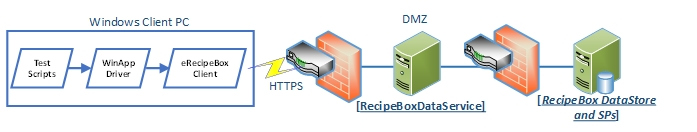 Windows Client PC
Test
Scripts
WinApp
Driver
eRecipeBox
Client
HTTPS
DMZ
[RecipeBoxDataService]
[RecipeBox DataStore
and SPs]